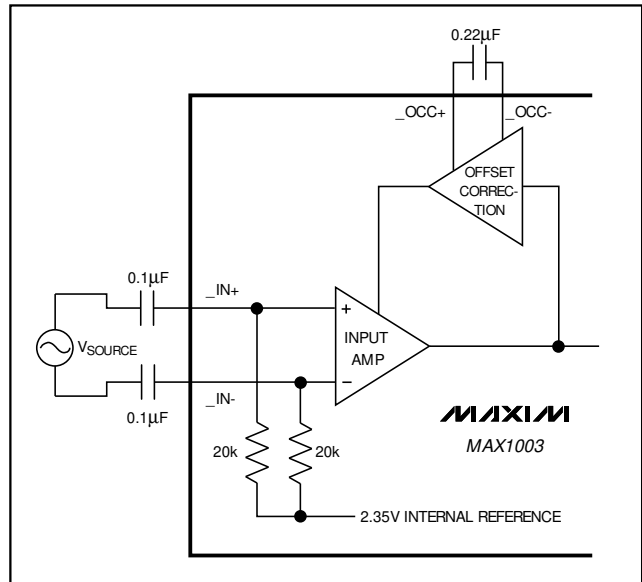 0.22µF
_OCC+
_OCC-
OFFSET
CORREC-
TION
0.1µF
_IN+
+
INPUT
AMP
VSOURCE
–
_IN-
0.1µF
MAXIM
MAX1003
20k
20k
2.35V INTERNAL REFERENCE